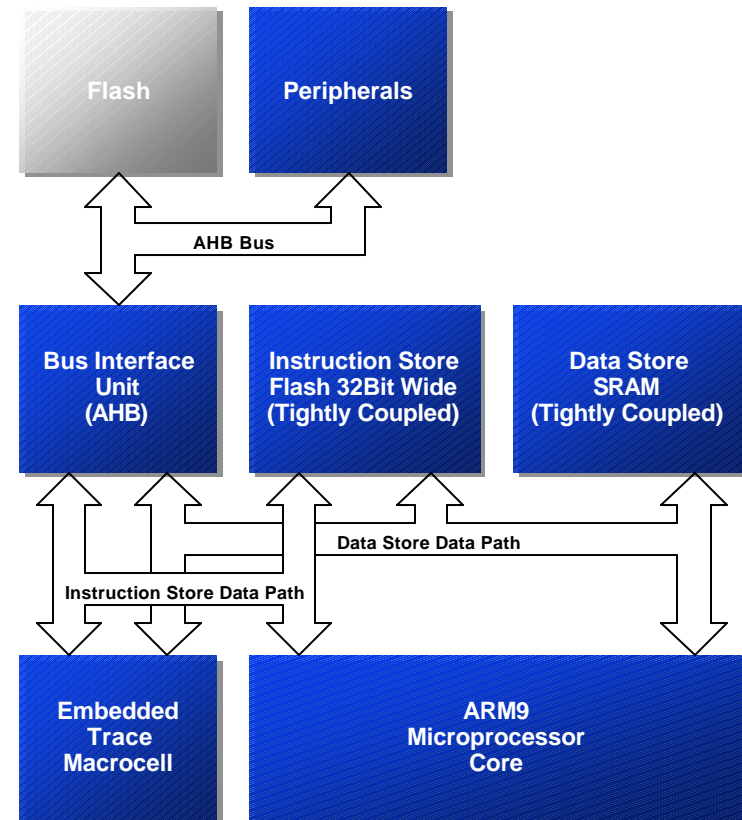 Flash
Peripherals
AHB Bus
Bus Interface
Unit
(AHB)
Instruction Store
Flash 32Bit Wide
(Tightly Coupled)
Data Store
SRAM
(Tightly Coupled)
Data Store Data Path
Instruction Store Data Path
Embedded
Trace
Macrocell
ARM9
Microprocessor
Core